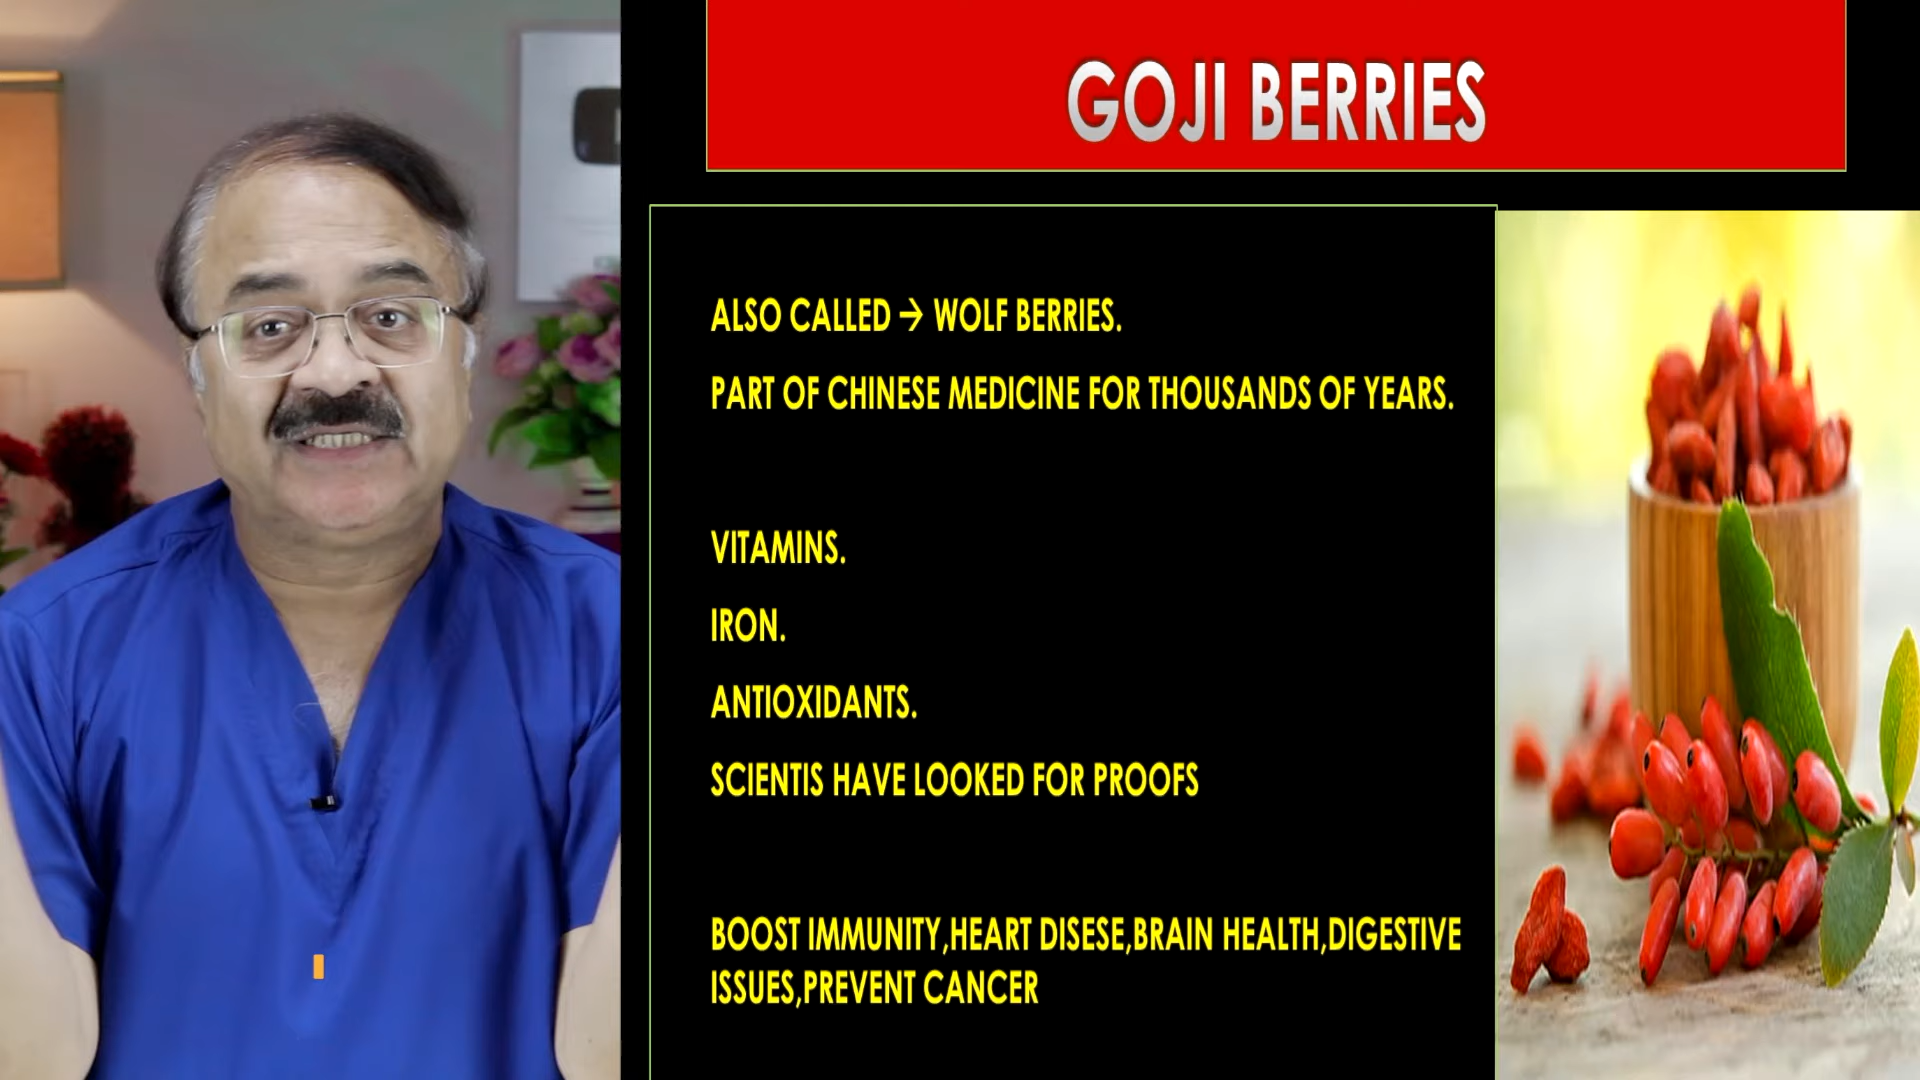 GOJI BERRIES
ALSO CALLED → WOLF BERRIES.
PART OF CHINESE MEDICINE FOR THOUSANDS OF YEARS.
VITAMINS.
IRON.
ANTIOXIDANTS.
SCIENTIS HAVE LOOKED FOR PROOFS
BOOST IMMUNITY,HEART DISESE,BRAIN HEALTH,DIGESTIVE
ISSUES,PREVENT CANCER